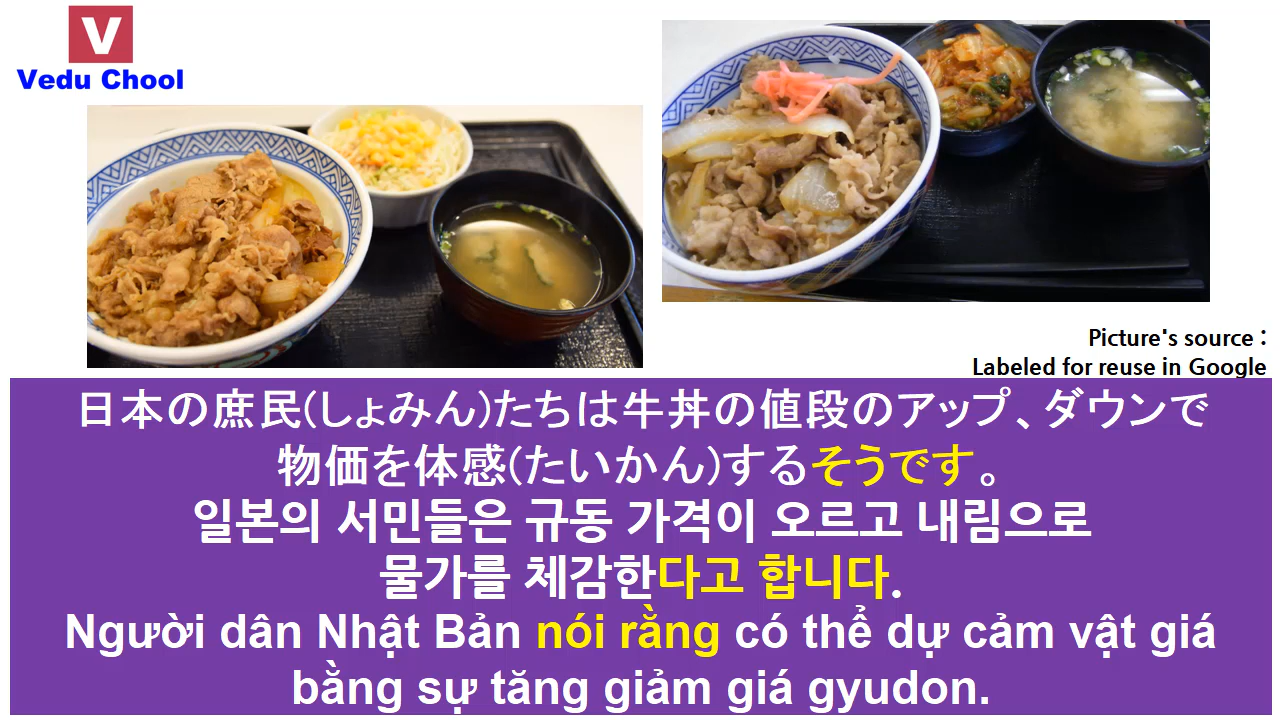 V
Vedu Chool
Picture's source :
Labeled for reuse in Google
日本の庶民(しょみん)たちは牛丼の値段のアップ、ダウンで
物価を体感(たいかん)するそうです。
일본의 서민들은 규동 가격이 오르고 내림으로
물가를 체감한다고 합니다.
Người dân Nhật Bản nói rằng có thể dự cảm vật giá
bằng sự tăng giảm giá gyudon.